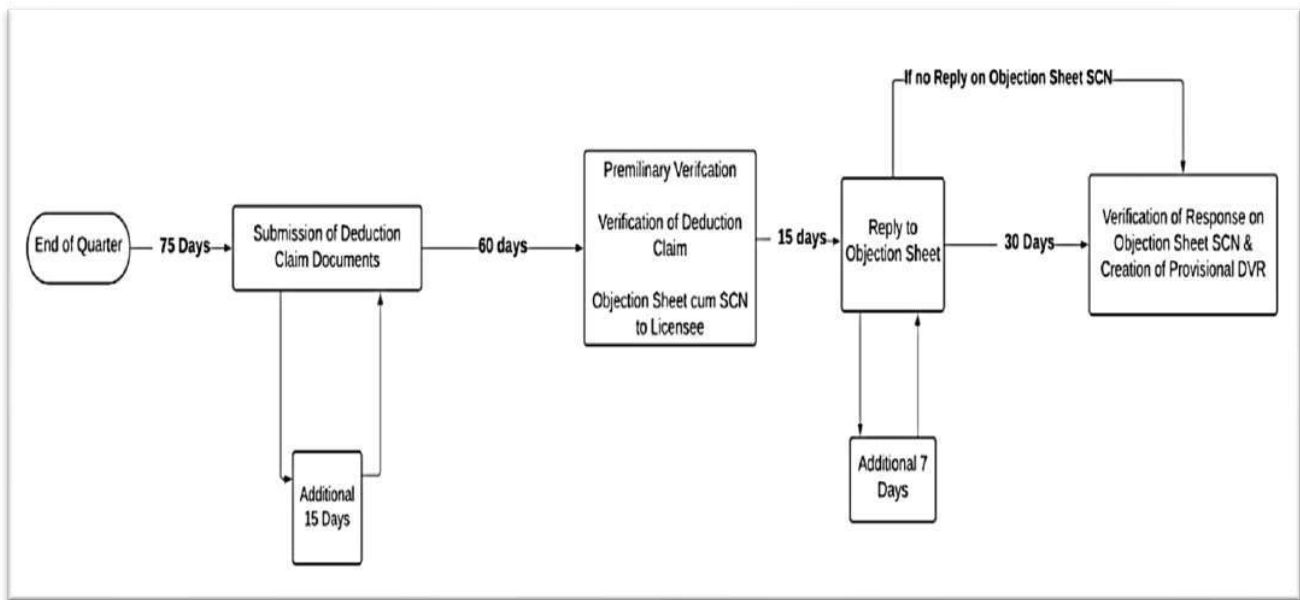 If no Reply on Objection Sheet SCN
End of Quarter
75 Days
Submission of Deduction
Claim Documents
60 days
Premilinary Verifcation
Verification of Deduction
Claim
Objection Sheet cum SCN
to Licensee
15 days
Reply to
Objection Sheet
30 Days
Verification of Response on
Objection Sheet SCN &
Creation of Provisional DVR
Additional
15 Days
Additional 7
Days